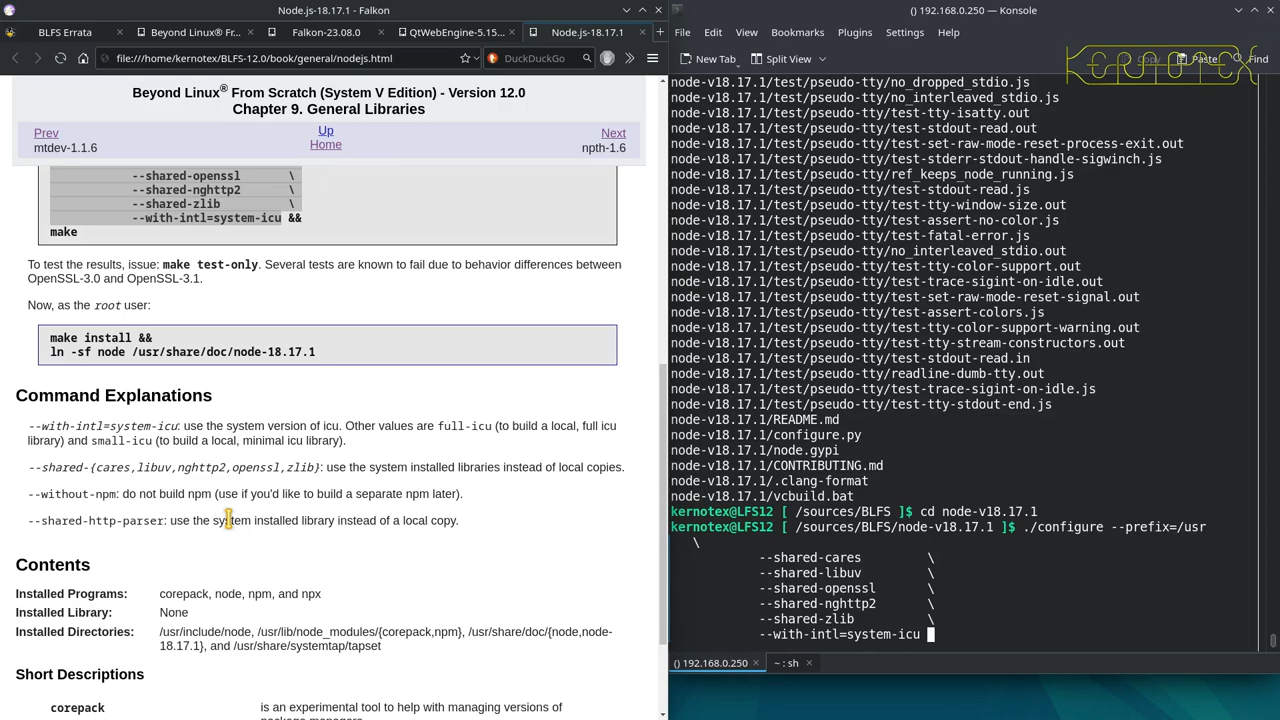 Node.js-18.17.1 - Falkon
BLFS Errata
Beyond Linux® Fr...
Falkon-23.08.0
QtWebEngine-5.15...
Node.js-18.17.1
file:///home/kernotex/BLFS-12.0/book/general/nodejs.html
DuckDuckGo
Beyond Linux® From Scratch (System V Edition) - Version 12.0
Chapter 9. General Libraries
Prev
Up
Next
mtdev-1.1.6
Home
npth-1.6
--shared-openssl \
--shared-nghttp2 \
--shared-zlib \
--with-intl=system-icu &&
make
To test the results, issue: make test-only. Several tests are known to fail due to behavior differences between
OpenSSL-3.0 and OpenSSL-3.1.
Now, as the root user:
make install &&
ln -sf node /usr/share/doc/node-18.17.1
Command Explanations
--with-intl=system-icu: use the system version of icu. Other values are full-icu (to build a local, full icu
library) and small-icu (to build a local, minimal icu library).
--shared-{cares,libuv,nghttp2,openssl,zlib}: use the system installed libraries instead of local copies.
--without-npm: do not build npm (use if you'd like to build a separate npm later).
--shared-http-parser: use the system installed library instead of a local copy.
Contents
Installed Programs: corepack, node, npm, and npx
Installed Library: None
Installed Directories: /usr/include/node, /usr/lib/node_modules/{corepack,npm}, /usr/share/doc/{node,node-
18.17.1}, and /usr/share/systemtap/tapset
Short Descriptions
corepack is an experimental tool to help with managing versions of
package managers
() 192.168.0.250 — Konsole
File Edit View Bookmarks Plugins Settings Help
New Tab Split View Copy Paste Find
Kernotex
node-v18.17.1/test/pseudo-tty/no_dropped_stdio.js
node-v18.17.1/test/pseudo-tty/no_interleaved_stdio.js
node-v18.17.1/test/pseudo-tty/test-tty-isatty.out
node-v18.17.1/test/pseudo-tty/test-stdout-read.out
node-v18.17.1/test/pseudo-tty/test-set-raw-mode-reset-process-exit.out
node-v18.17.1/test/pseudo-tty/test-stderr-stdout-handle-sigwinch.js
node-v18.17.1/test/pseudo-tty/ref_keeps_node_running.js
node-v18.17.1/test/pseudo-tty/test-stdout-read.js
node-v18.17.1/test/pseudo-tty/test-tty-window-size.out
node-v18.17.1/test/pseudo-tty/test-assert-no-color.js
node-v18.17.1/test/pseudo-tty/test-fatal-error.js
node-v18.17.1/test/pseudo-tty/no_interleaved_stdio.out
node-v18.17.1/test/pseudo-tty/test-tty-color-support.out
node-v18.17.1/test/pseudo-tty/test-trace-sigint-on-idle.out
node-v18.17.1/test/pseudo-tty/test-set-raw-mode-reset-signal.out
node-v18.17.1/test/pseudo-tty/test-assert-colors.js
node-v18.17.1/test/pseudo-tty/test-tty-color-support-warning.out
node-v18.17.1/test/pseudo-tty/test-tty-stream-constructors.out
node-v18.17.1/test/pseudo-tty/test-stdout-read.in
node-v18.17.1/test/pseudo-tty/readline-dumb-tty.out
node-v18.17.1/test/pseudo-tty/test-trace-sigint-on-idle.js
node-v18.17.1/test/pseudo-tty/test-tty-stdout-end.js
node-v18.17.1/README.md
node-v18.17.1/configure.py
node-v18.17.1/node.gypi
node-v18.17.1/CONTRIBUTING.md
node-v18.17.1/.clang-format
node-v18.17.1/vcbuild.bat
kernotex@LFS12 [ /sources/BLFS ]$ cd node-v18.17.1
kernotex@LFS12 [ /sources/BLFS/node-v18.17.1 ]$ ./configure --prefix=/usr
\
--shared-cares \
--shared-libuv \
--shared-openssl \
--shared-nghttp2 \
--shared-zlib \
--with-intl=system-icu
() 192.168.0.250
~ : sh